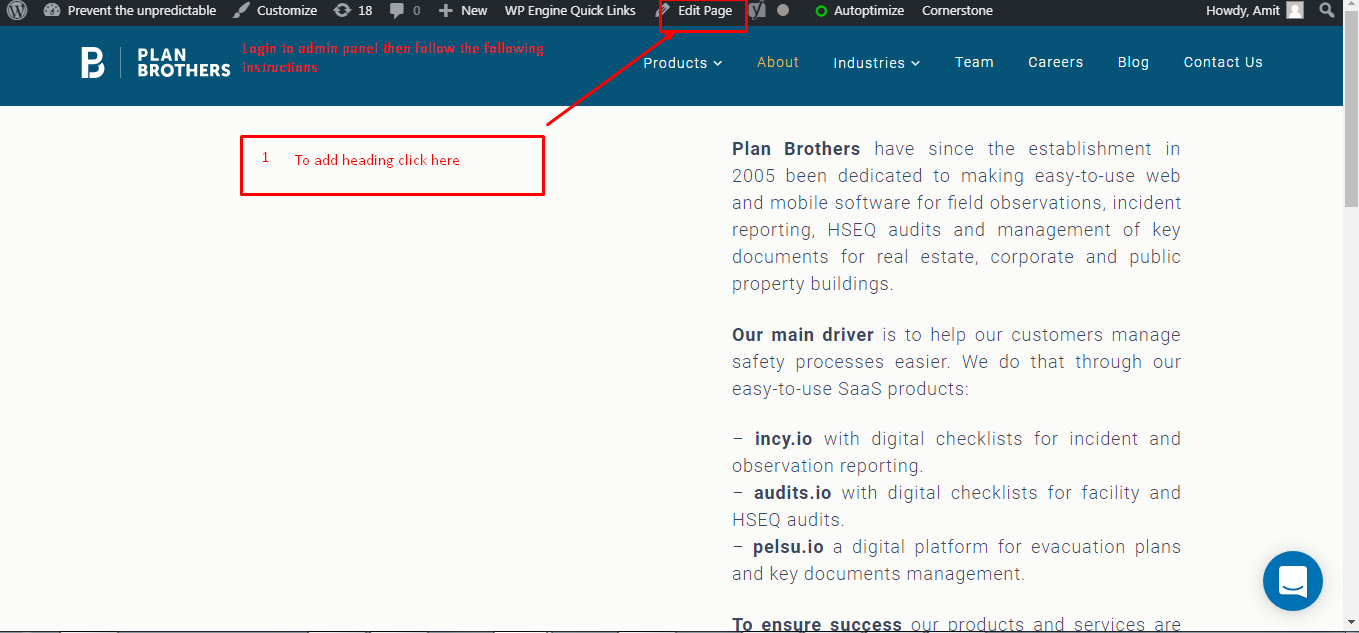 Prevent the unpredictable Customize 18 0 New WP Engine Quick Links Edit Page Autoptimize Cornerstone Howdy, Amit
PLAN
BROTHERS
Login to admin panel then follow the following
instructions
Products About Industries Team Careers Blog Contact Us
1 To add heading click here
Plan Brothers have since the establishment in
2005 been dedicated to making easy-to-use web
and mobile software for field observations, incident
reporting, HSEQ audits and management of key
documents for real estate, corporate and public
property buildings.
Our main driver is to help our customers manage
safety processes easier. We do that through our
easy-to-use SaaS products:
– incy.io with digital checklists for incident and
observation reporting.
– audits.io with digital checklists for facility and
HSEQ audits.
– pelsu.io a digital platform for evacuation plans
and key documents management.
To ensure success our products and services are